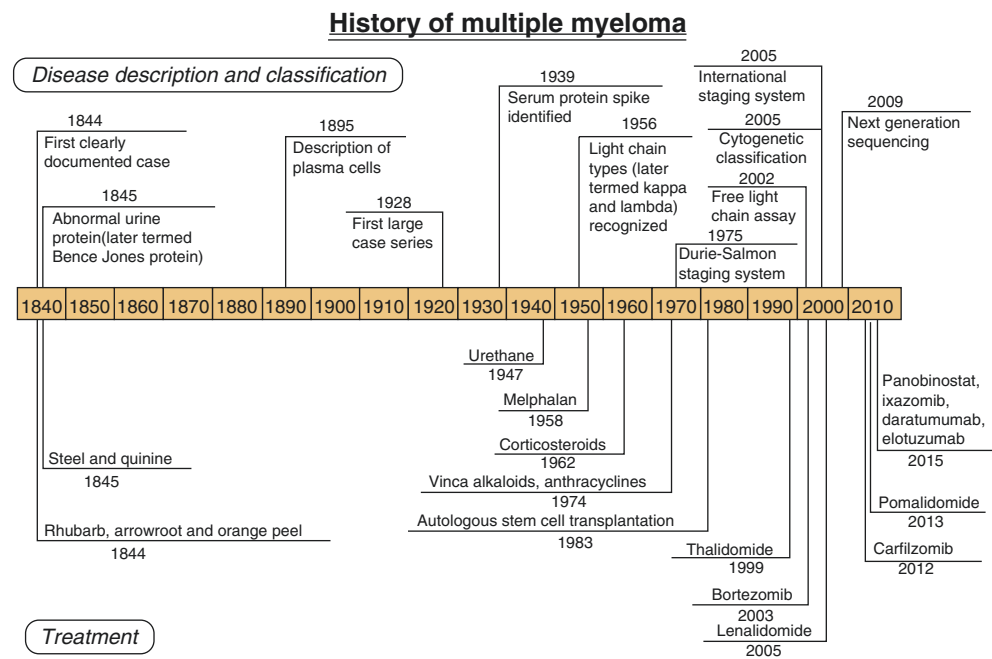 History of multiple myeloma
Disease description and classification
1844
First clearly
documented case
1845
Abnormal urine
protein(later termed
Bence Jones protein)
1895
Description of
plasma cells
1928
First large
case series
1939
Serum protein spike
identified
1956
Light chain
types (later
termed kappa
and lambda)
recognized
2005
International
staging system
2005
Cytogenetic
classification
2002
Free light
chain assay
1975
Durie-Salmon
staging system
2009
Next generation
sequencing
1840 1850 1860 1870 1880 1890 1900 1910 1920 1930 1940 1950 1960 1970 1980 1990 2000 2010
Urethane
1947
Melphalan
1958
Corticosteroids
1962
Vinca alkaloids, anthracyclines
1974
Autologous stem cell transplantation
1983
Thalidomide
1999
Bortezomib
2003
Lenalidomide
2005
Panobinostat,
ixazomib,
daratumumab,
elotuzumab
2015
Pomalidomide
2013
Carfilzomib
2012
Steel and quinine
1845
Rhubarb, arrowroot and orange peel
1844
Treatment